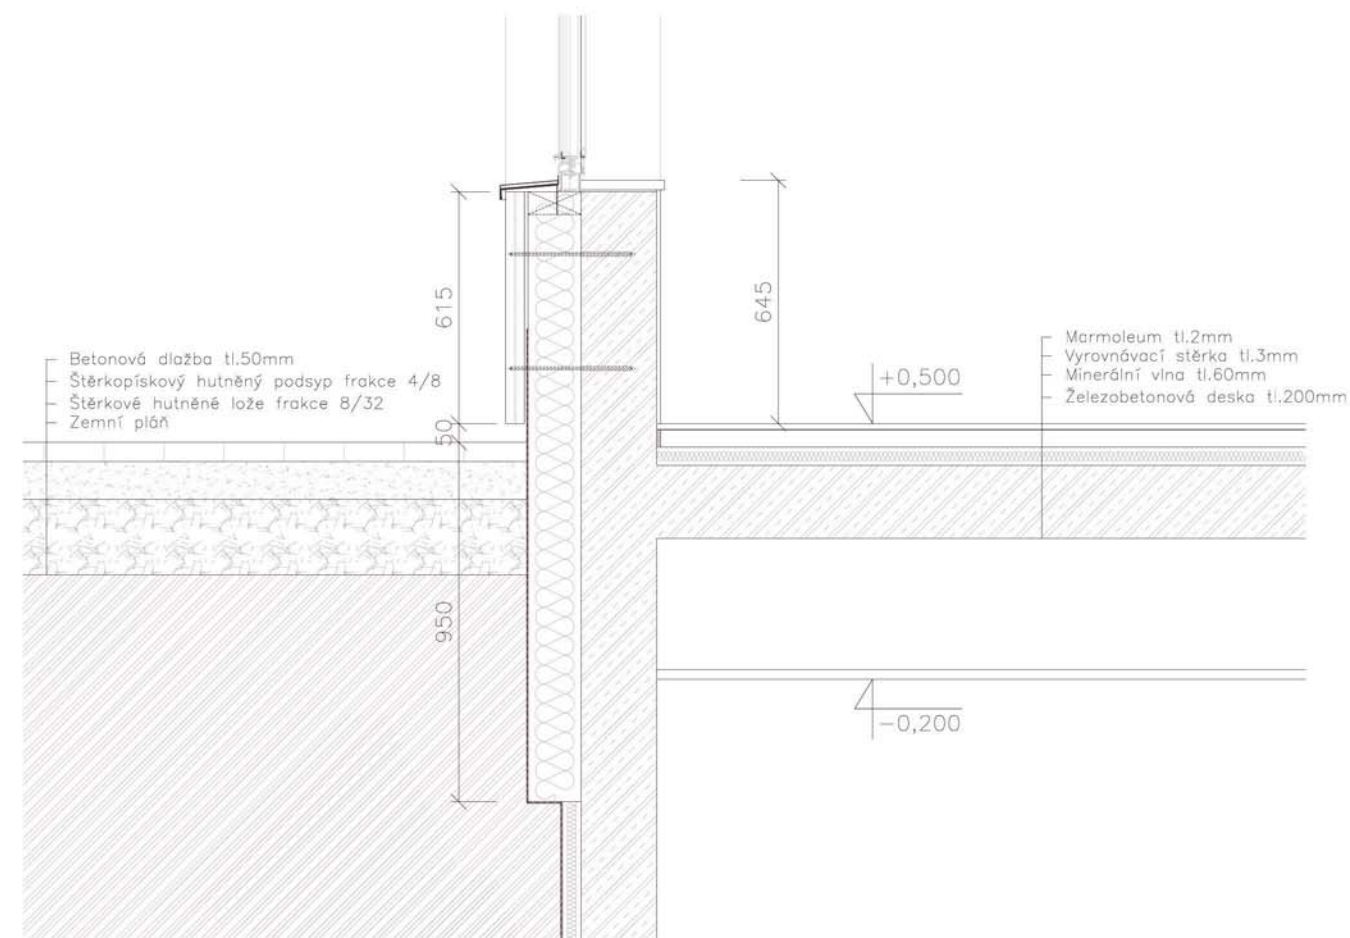 645
615
Marmoleum tl.2mm
Vyrovnávací stěrka tl.3mm
Minerální vlna tl.60mm
Železobetonová deska tl.200mm
Betonová dlažba tl.50mm
Štěrkopískový hutněný podsyp frakce 4/8
Štěrkové hutněné lože frakce 8/32
Zemní pláň
+0,500
50
950
-0,200